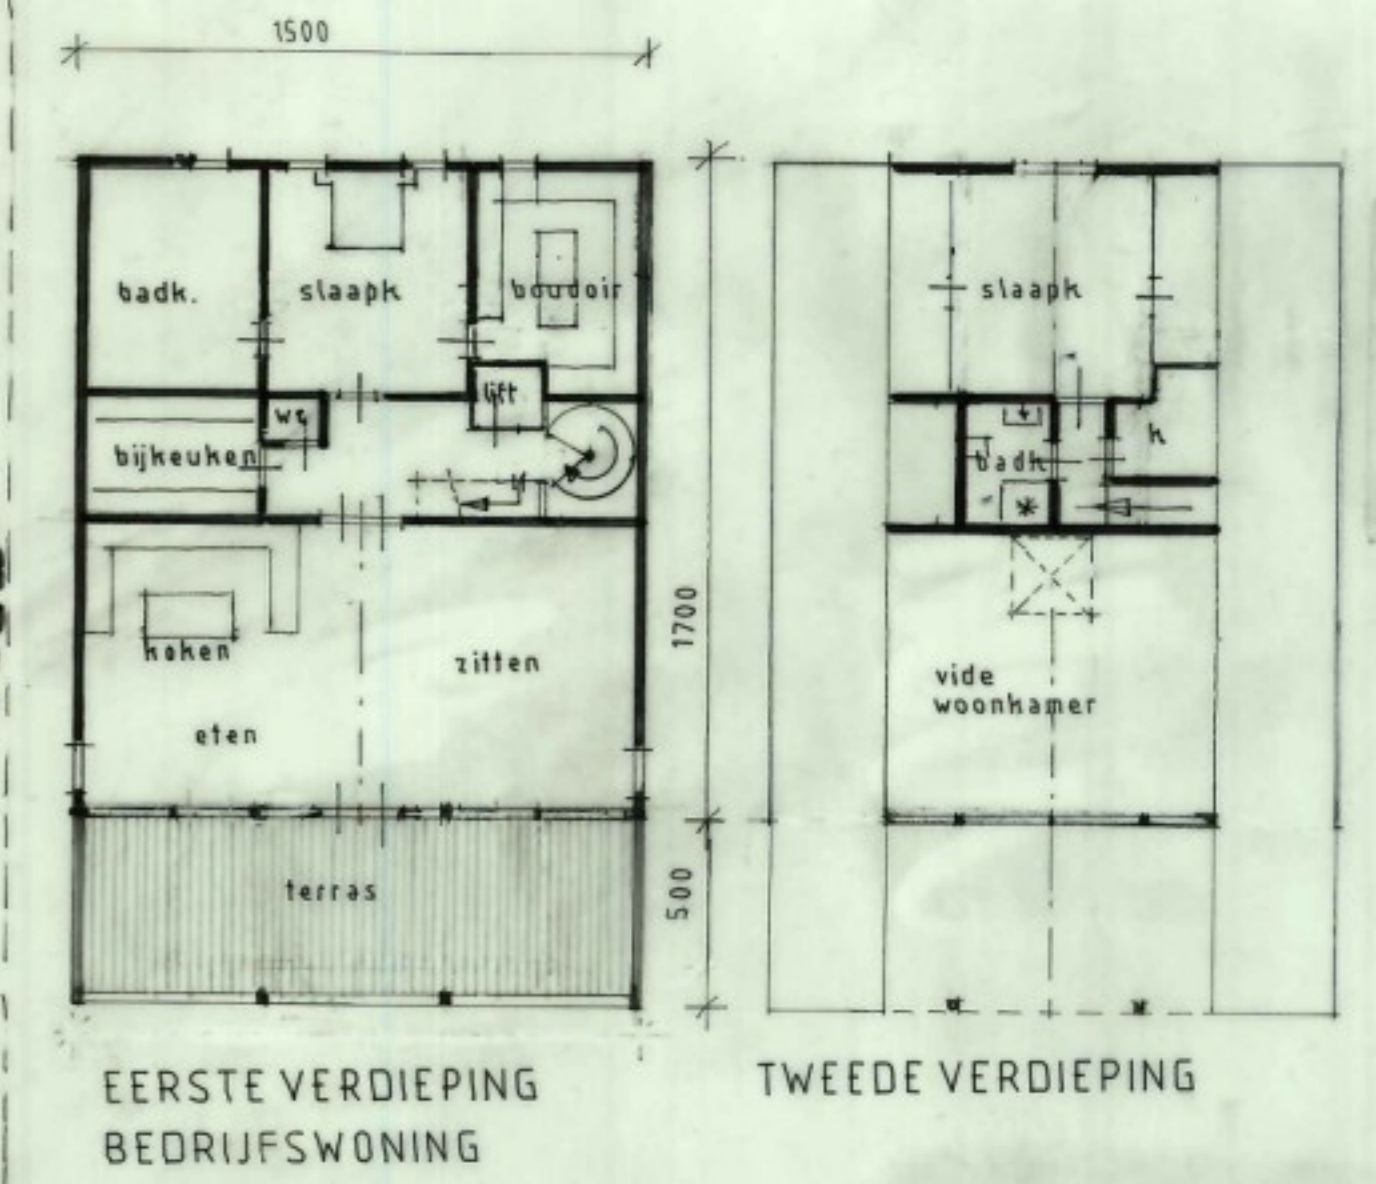 1500
badk.
slaapk
boudoir
lift
wc
bijkeuken
koken
zitten
eten
terras
1700
500
slaapk
badk
k
vide
woonkamer
EERSTE VERDIEPING
BEDRIJFSWONING
TWEEDE VERDIEPING